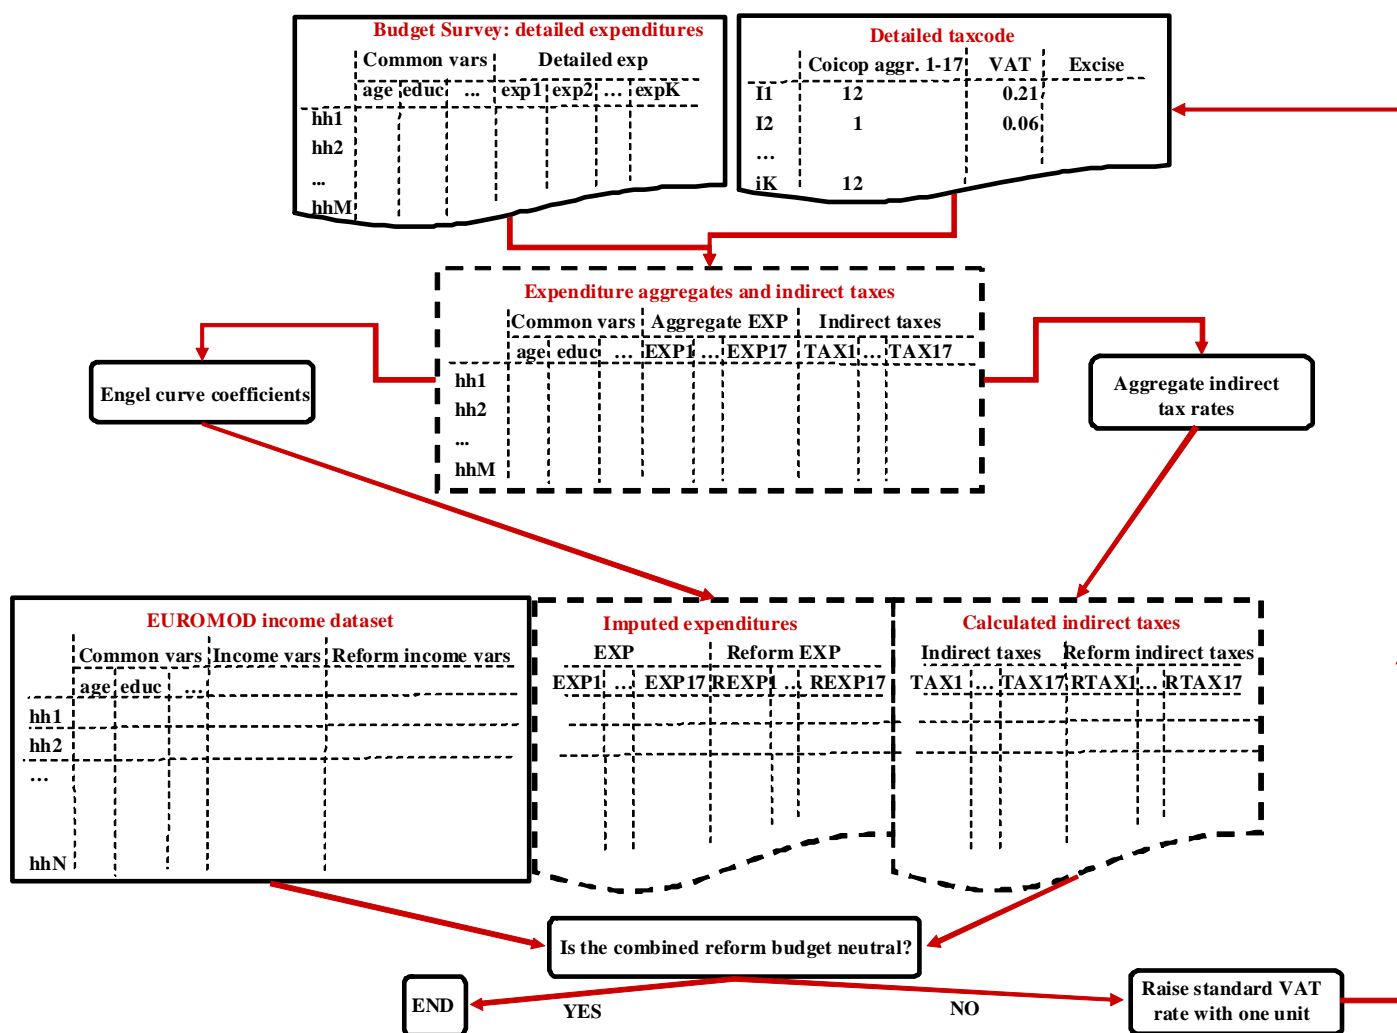 Budget Survey: detailed expenditures
Common vars Detailed exp
age educ ... exp1 exp2 ... expK
hh1
hh2
...
hhM
Detailed taxcode
Coicop aggr. 1-17 VAT Excise
I1 12 0.21
I2 1 0.06
...
iK 12
Expenditure aggregates and indirect taxes
Common vars Aggregate EXP Indirect taxes
age educ ... EXP1 ... EXP17 TAX1 ... TAX17
hh1
hh2
...
hhM
Engel curve coefficients
Aggregate indirect
tax rates
EUROMOD income dataset
Common vars Income vars Reform income vars
age educ ...
hh1
hh2
...
hhN
Imputed expenditures
EXP Reform EXP
EXP1 ... EXP17 REXP1 ... REXP17
Calculated indirect taxes
Indirect taxes Reform indirect taxes
TAX1 ... TAX17 RTAX1 ... RTAX17
Is the combined reform budget neutral?
END
YES
NO
Raise standard VAT
rate with one unit